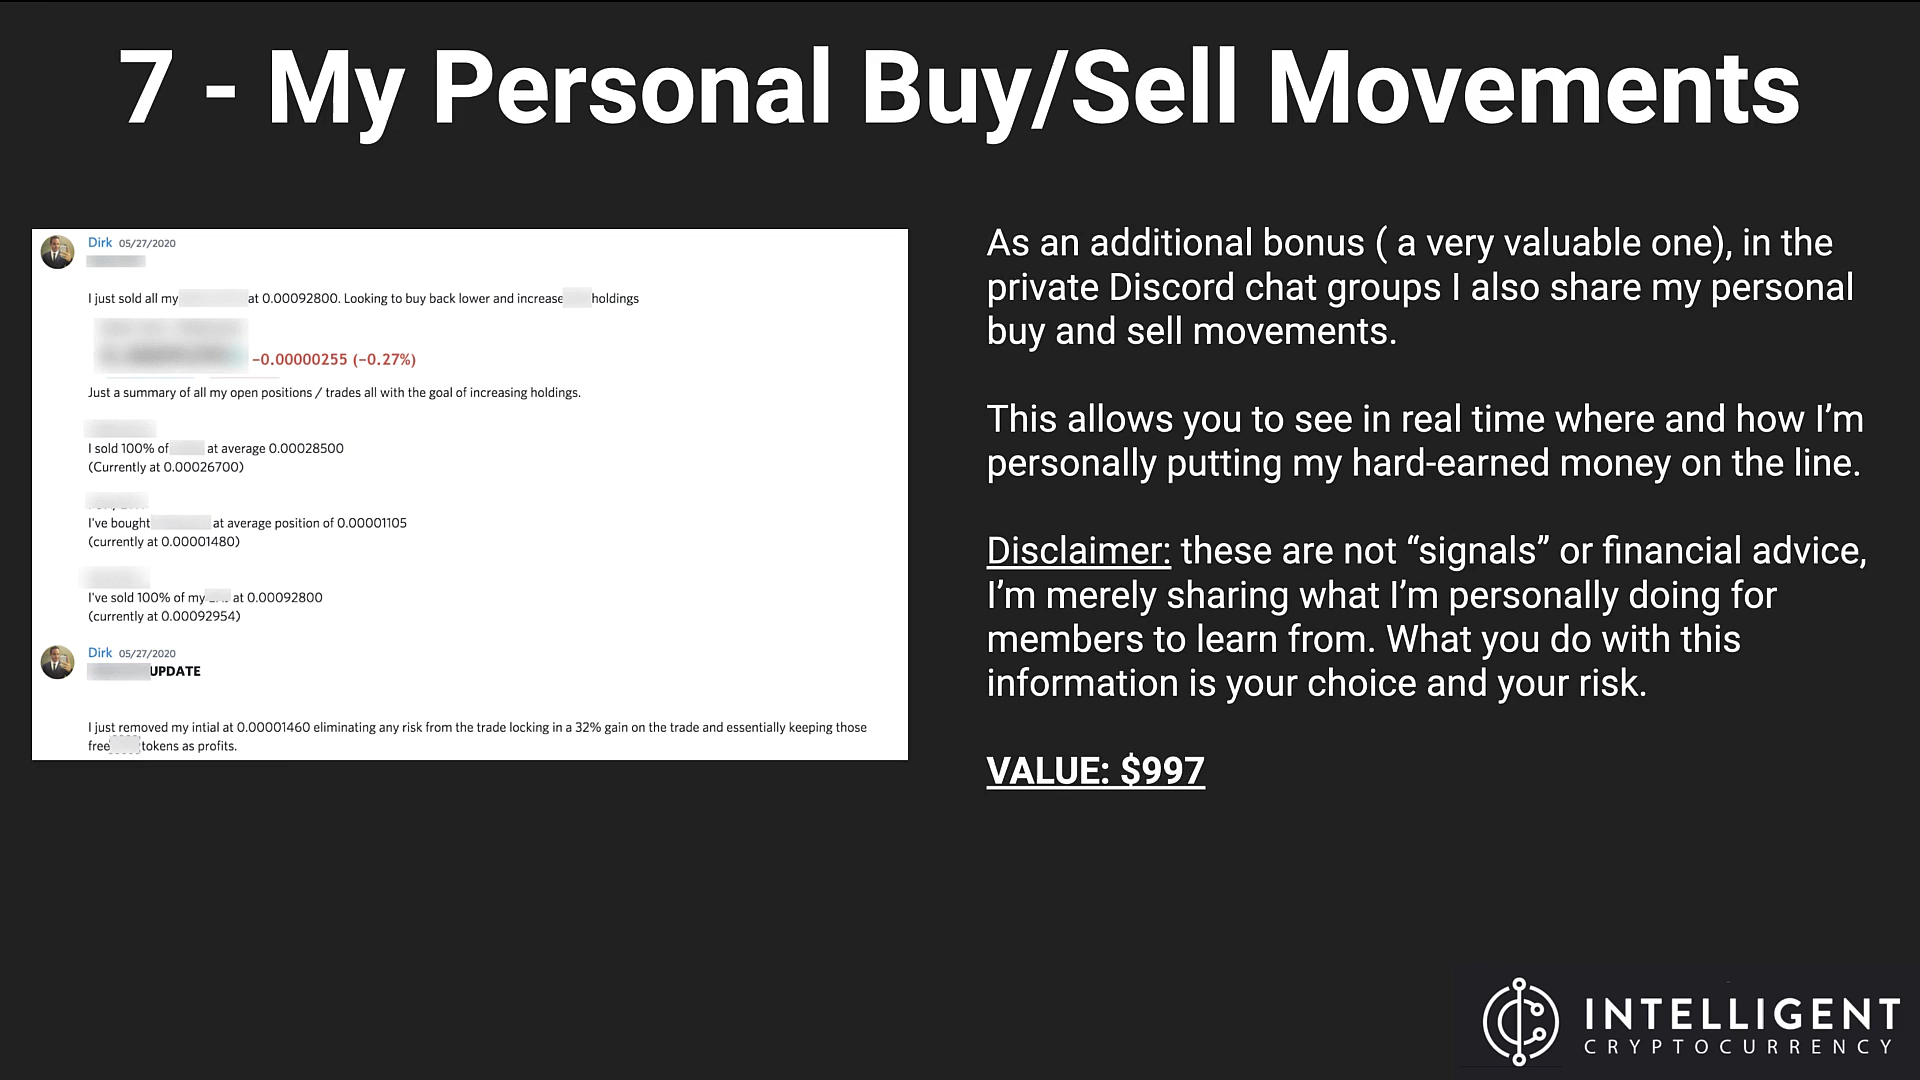 7 - My Personal Buy/Sell Movements
Dirk 05/27/2020
I just sold all my at 0.00092800. Looking to buy back lower and increase holdings
−0.00000255 (−0.27%)
Just a summary of all my open positions / trades all with the goal of increasing holdings.
I sold 100% of at average 0.00028500
(Currently at 0.00026700)
I've bought at average position of 0.00001105
(currently at 0.00001480)
I've sold 100% of my at 0.00092800
(currently at 0.00092954)
Dirk 05/27/2020
UPDATE
I just removed my intial at 0.00001460 eliminating any risk from the trade locking in a 32% gain on the trade and essentially keeping those
free tokens as profits.
As an additional bonus ( a very valuable one), in the
private Discord chat groups I also share my personal
buy and sell movements.
This allows you to see in real time where and how I’m
personally putting my hard-earned money on the line.
Disclaimer: these are not “signals” or financial advice,
I’m merely sharing what I’m personally doing for
members to learn from. What you do with this
information is your choice and your risk.
VALUE: $997
INTELLIGENT
CRYPTOCURRENCY